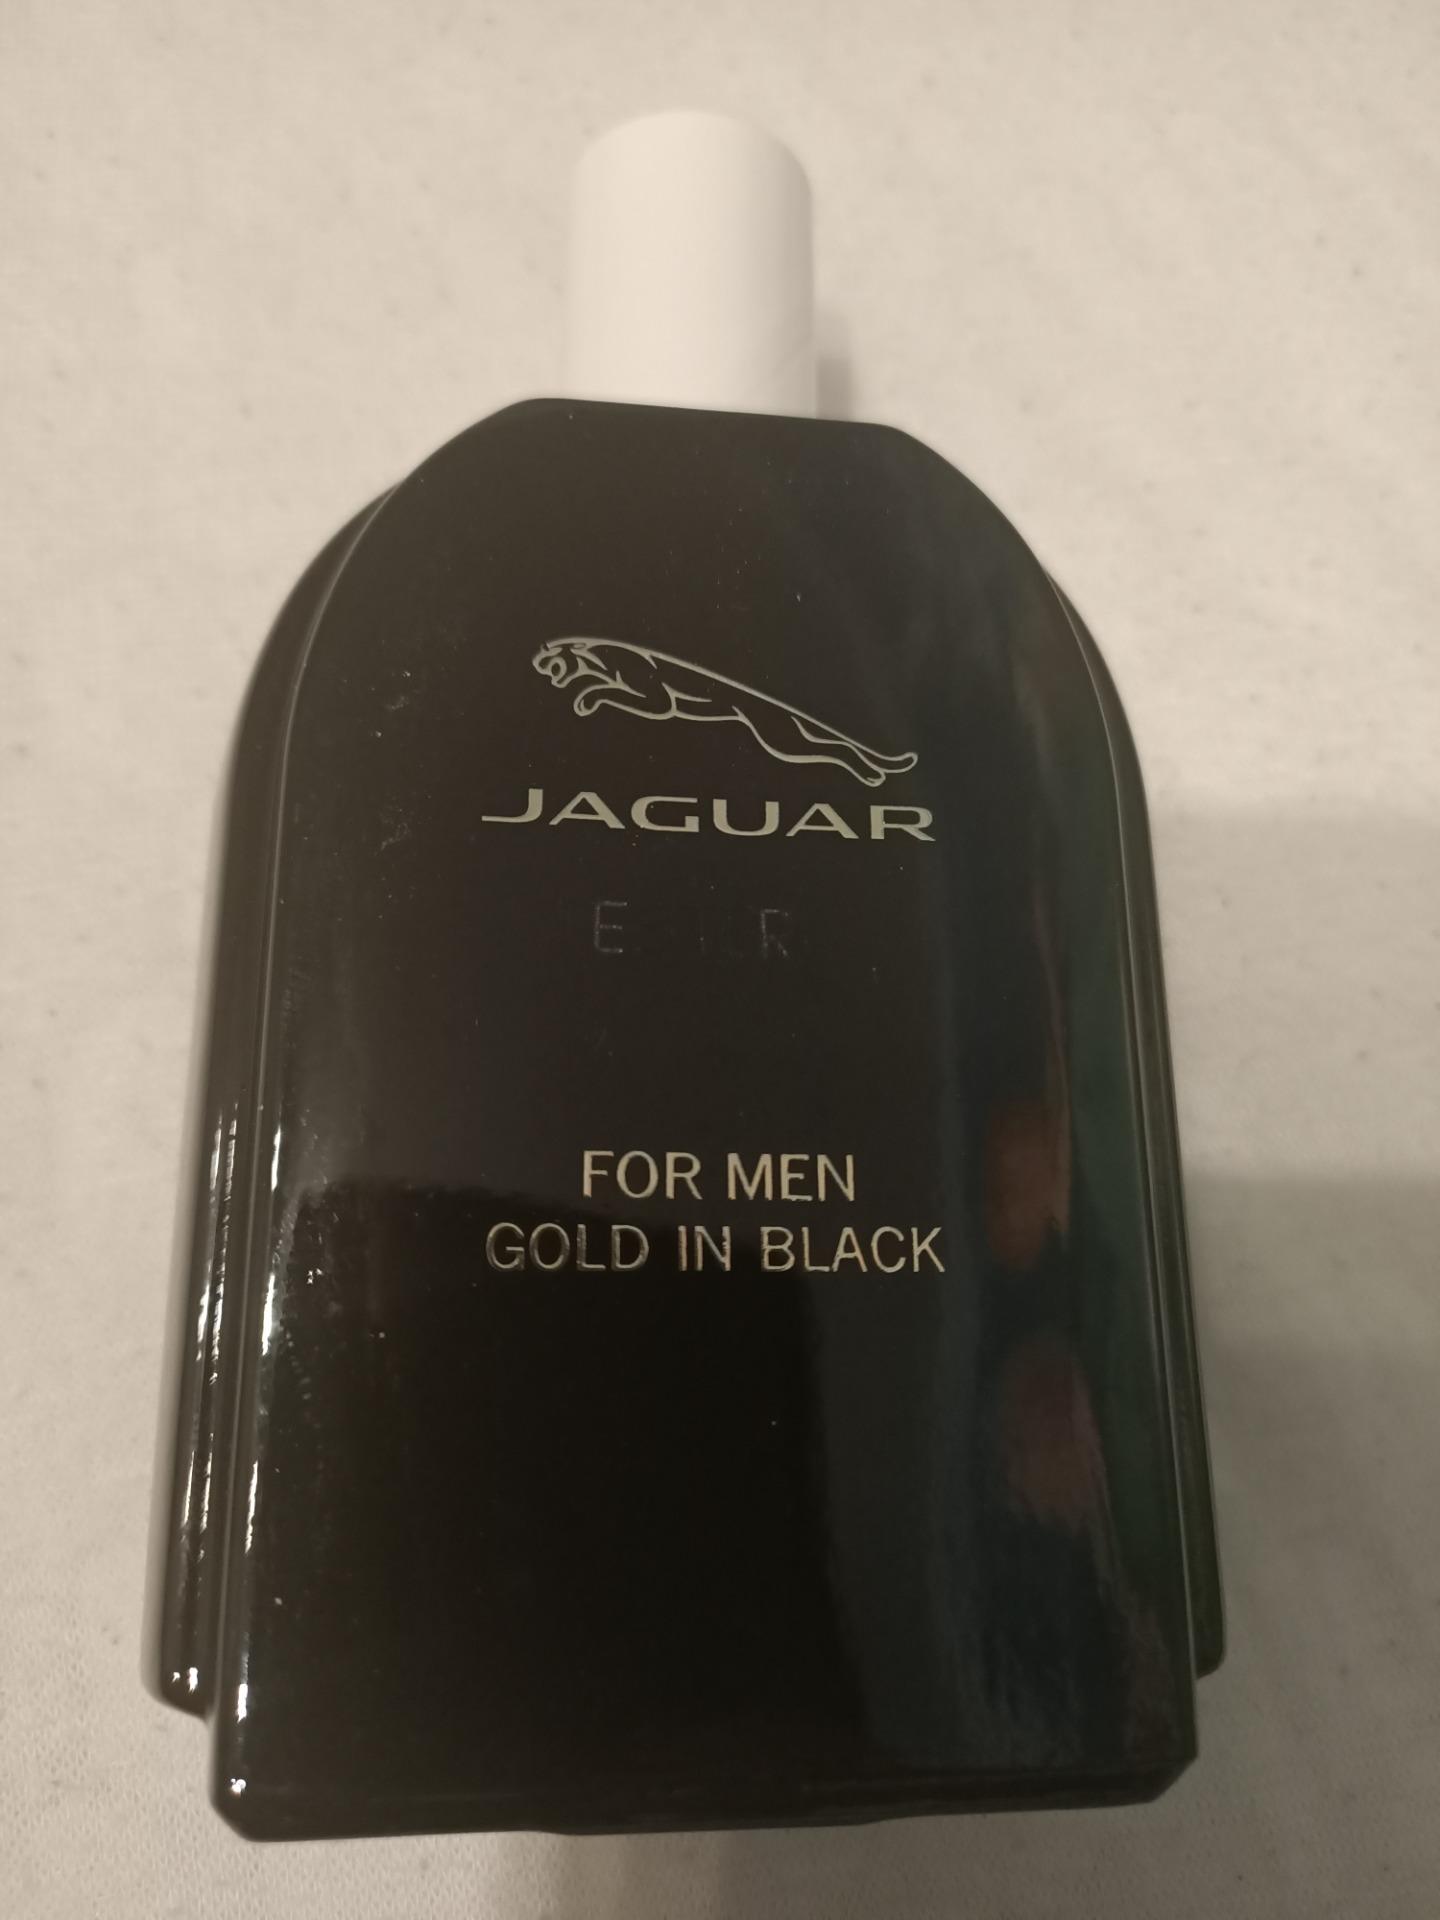 JAGUAR
FOR MEN
GOLD IN BLACK